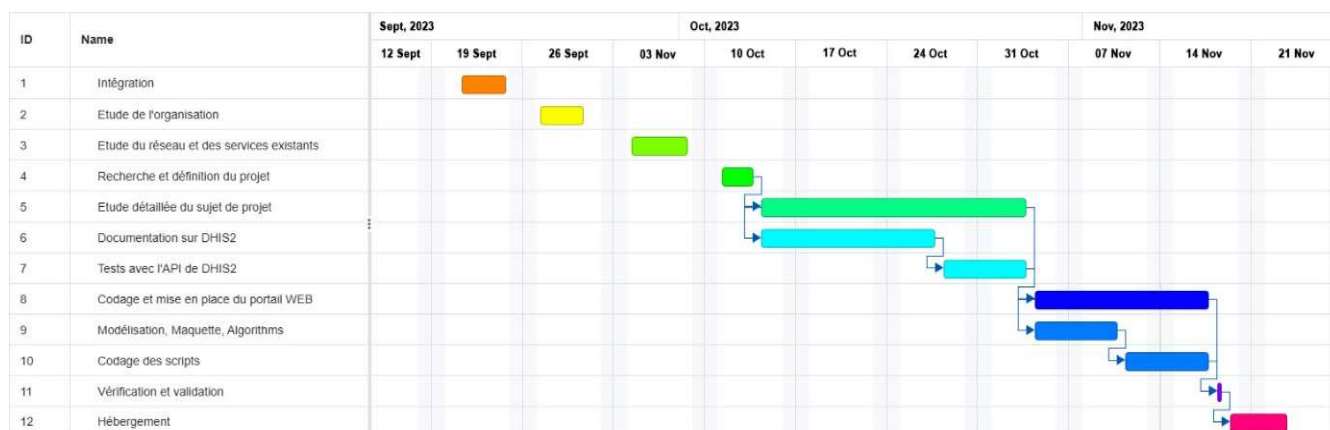 ID Name Sept, 2023 Oct, 2023 Nov, 2023
12 Sept 19 Sept 26 Sept 03 Nov 10 Oct 17 Oct 24 Oct 31 Oct 07 Nov 14 Nov 21 Nov
1 Intégration
2 Etude de l'organisation
3 Etude du réseau et des services existants
4 Recherche et définition du projet
5 Etude détaillée du sujet de projet
6 Documentation sur DHIS2
7 Tests avec l'API de DHIS2
8 Codage et mise en place du portail WEB
9 Modélisation, Maquette, Algorithms
10 Codage des scripts
11 Vérification et validation
12 Hébergement